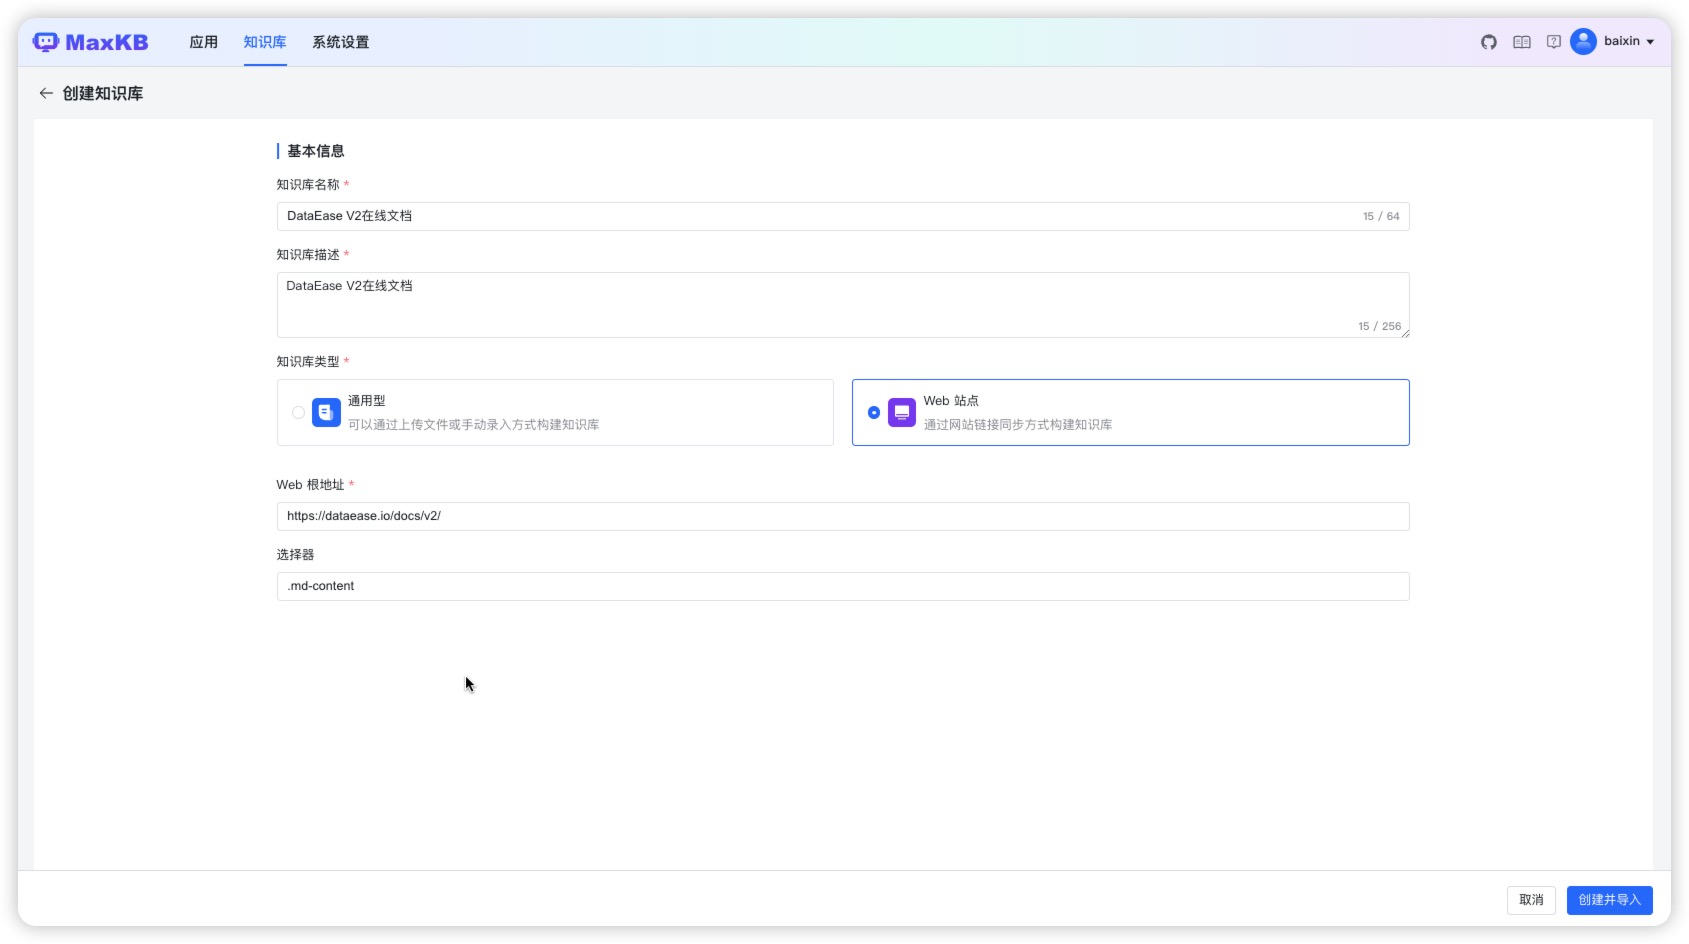 MaxKB 应用 知识库 系统设置 baixin
创建知识库
基本信息
知识库名称 *
DataEase V2在线文档 15 / 64
知识库描述 *
DataEase V2在线文档
15 / 256
知识库类型 *
通用型
可以通过上传文件或手动录入方式构建知识库
Web 站点
通过网站链接同步方式构建知识库
Web 根地址 *
https://dataease.io/docs/v2/
选择器
.md-content
取消 创建并导入